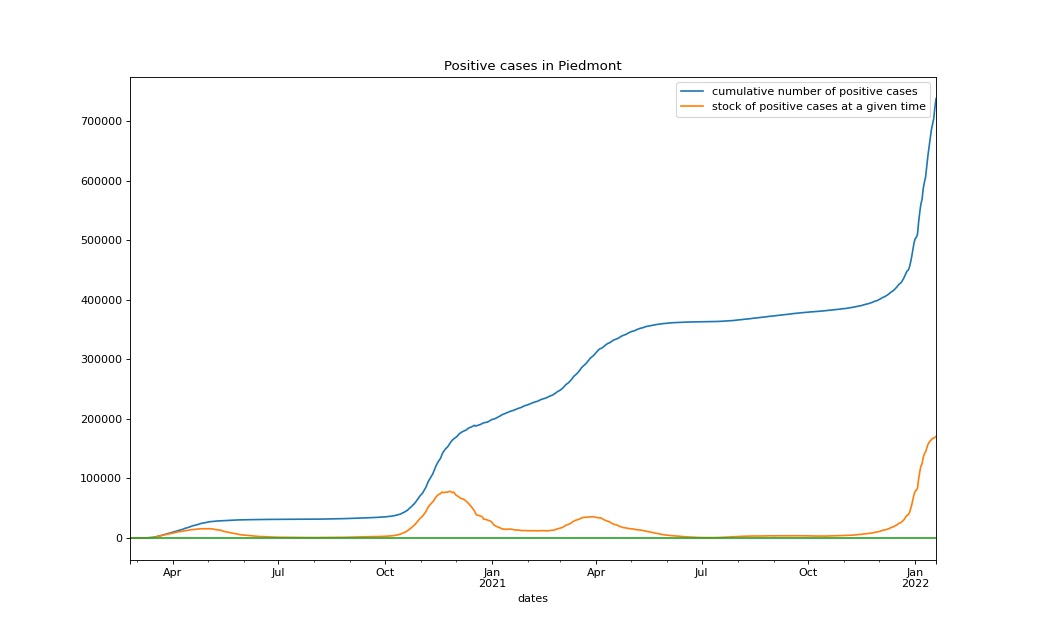 Positive cases in Piedmont
cumulative number of positive cases
stock of positive cases at a given time
700000
600000
500000
400000
300000
200000
100000
0
Apr Jul Oct Jan Apr Jul Oct Jan
2021 2022
dates